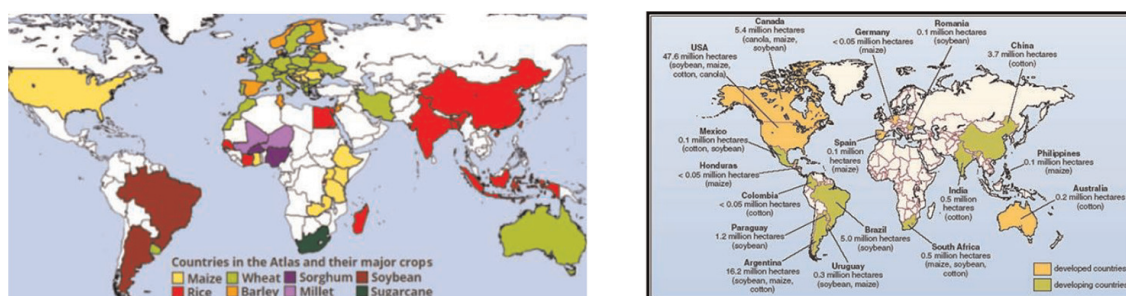 Countries in the Atlas and their major crops
Maize Wheat Sorghum Soybean
Rice Barley Millet Sugarcane
Canada
5.4 million hectares
(canola, maize,
soybean)
Romania
0.1 million hectares
(soybean)
Germany
< 0.05 million hectares
(maize)
China
3.7 million hectares
(cotton)
USA
47.6 million hectares
(soybean, maize,
cotton, canola)
Mexico
0.1 million hectares
(cotton, soybean)
Spain
0.1 million
hectares
(maize)
Philippines
0.1 million hectares
(maize)
Honduras
< 0.05 million hectares
(maize)
India
0.5 million
hectares
(cotton)
Australia
0.2 million hectares
(cotton)
Colombia
< 0.05 million hectares
(cotton)
Paraguay
1.2 million hectares
(soybean)
Brazil
5.0 million hectares
(soybean)
South Africa
0.5 million hectares
(maize, soybean,
cotton)
Argentina
16.2 million hectares
(soybean, maize,
cotton)
Uruguay
0.3 million hectares
(soybean, maize)
developed countries
developing countries